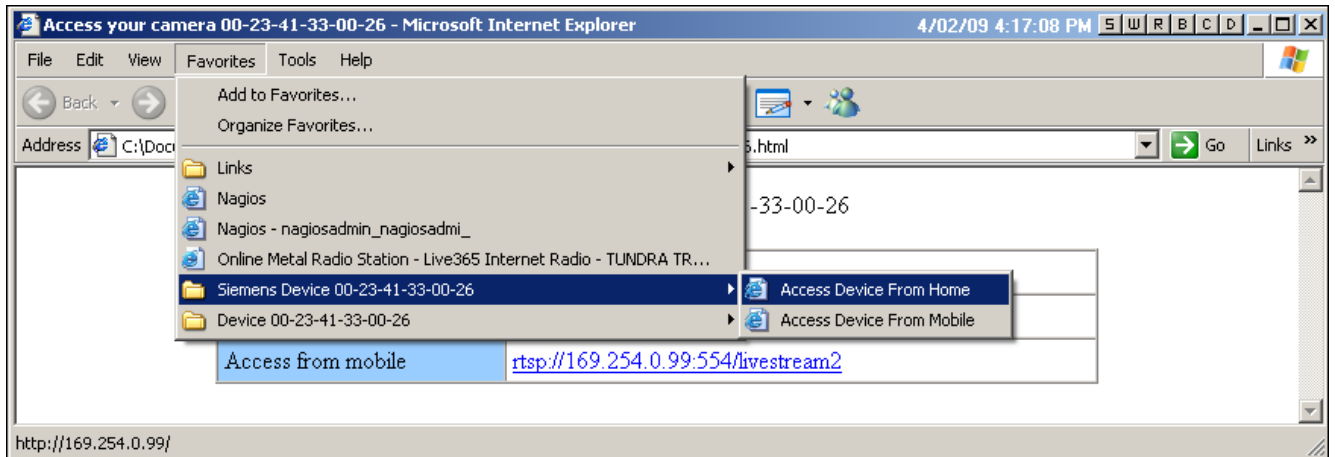 Access your camera 00-23-41-33-00-26 - Microsoft Internet Explorer 4/02/09 4:17:08 PM S W R B C D
File Edit View Favorites Tools Help
Back
Add to Favorites...
Organize Favorites...
Address C:\Doc 6.html Go Links »
Links
Nagios
-33-00-26
Nagios - nagiosadmin_nagiosadmi_
Online Metal Radio Station - Live365 Internet Radio - TUNDRA TR...
Siemens Device 00-23-41-33-00-26 Access Device From Home
Device 00-23-41-33-00-26 Access Device From Mobile
Access from mobile rtsp://169.254.0.99:554/livestream2
http://169.254.0.99/